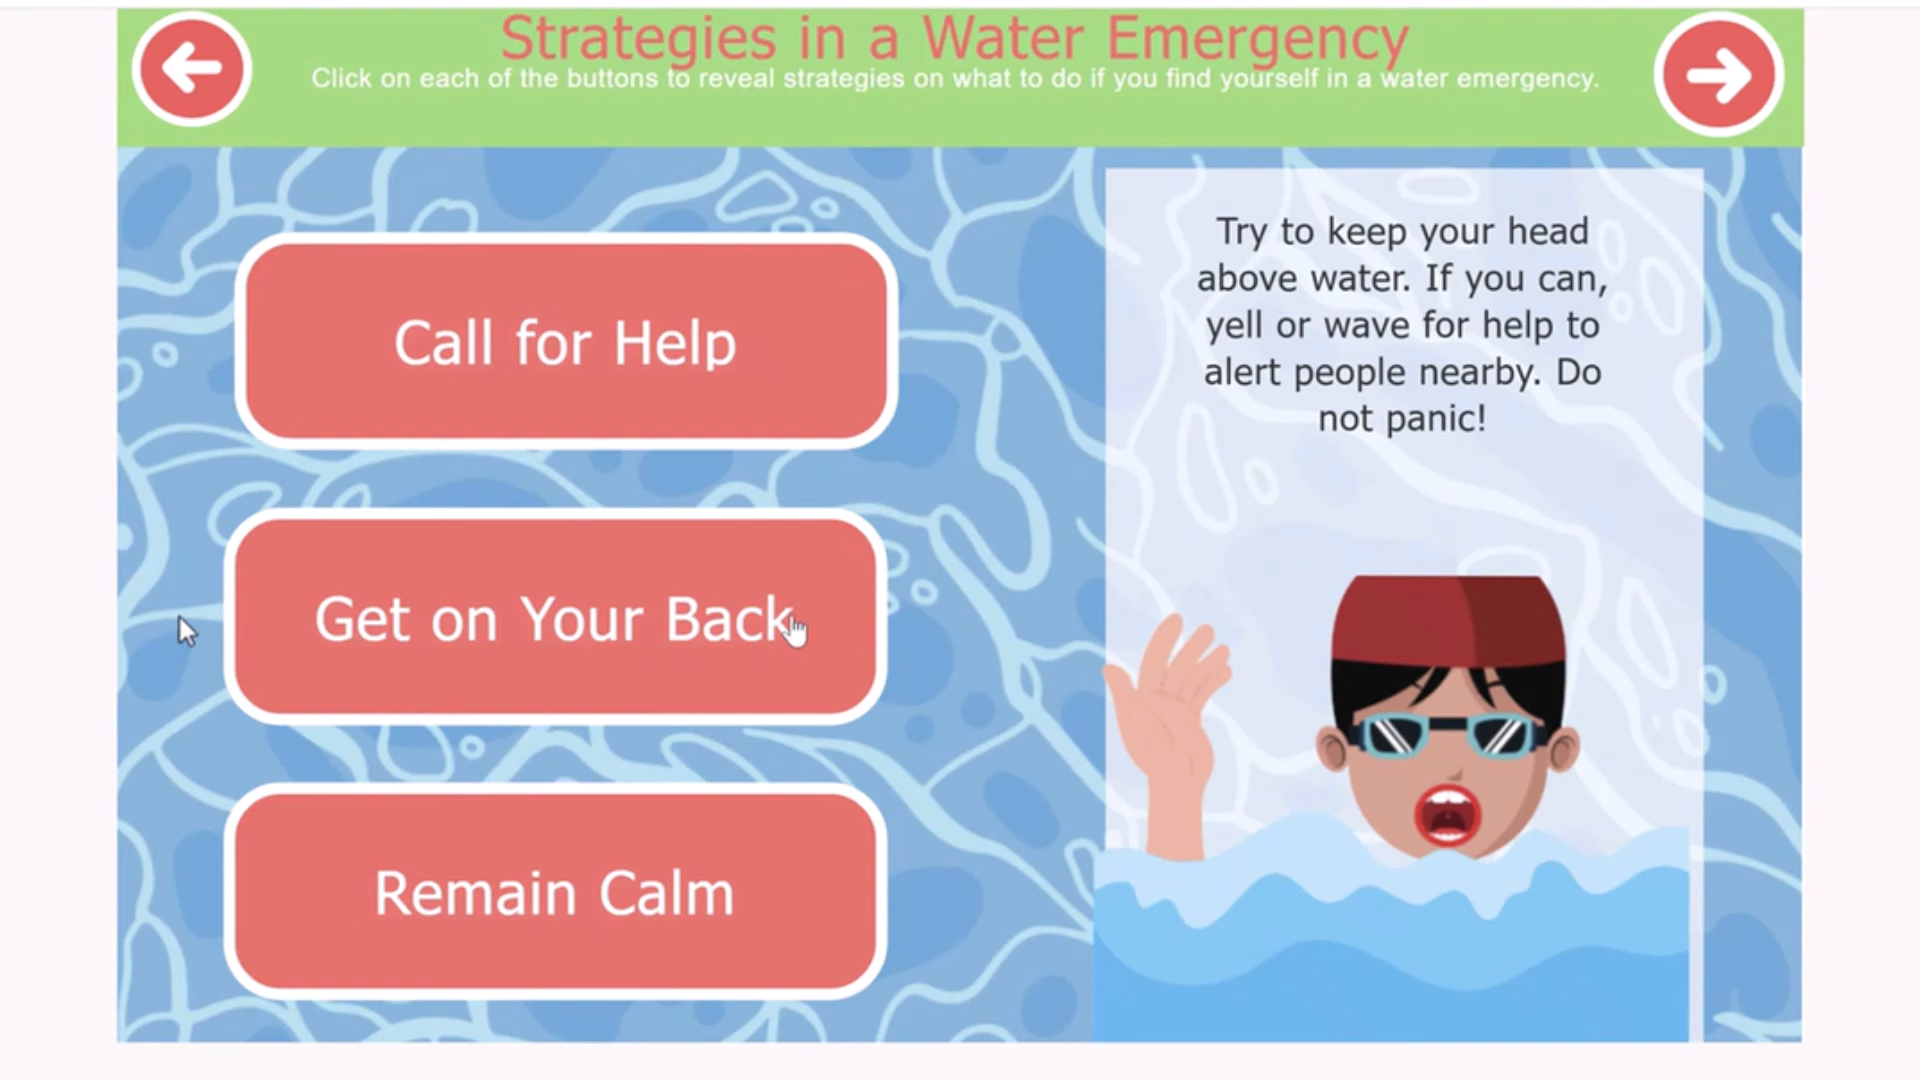 Strategies in a Water Emergency
Click on each of the buttons to reveal strategies on what to do if you find yourself in a water emergency.
Call for Help
Get on Your Back
Remain Calm
Try to keep your head
above water. If you can,
yell or wave for help to
alert people nearby. Do
not panic!